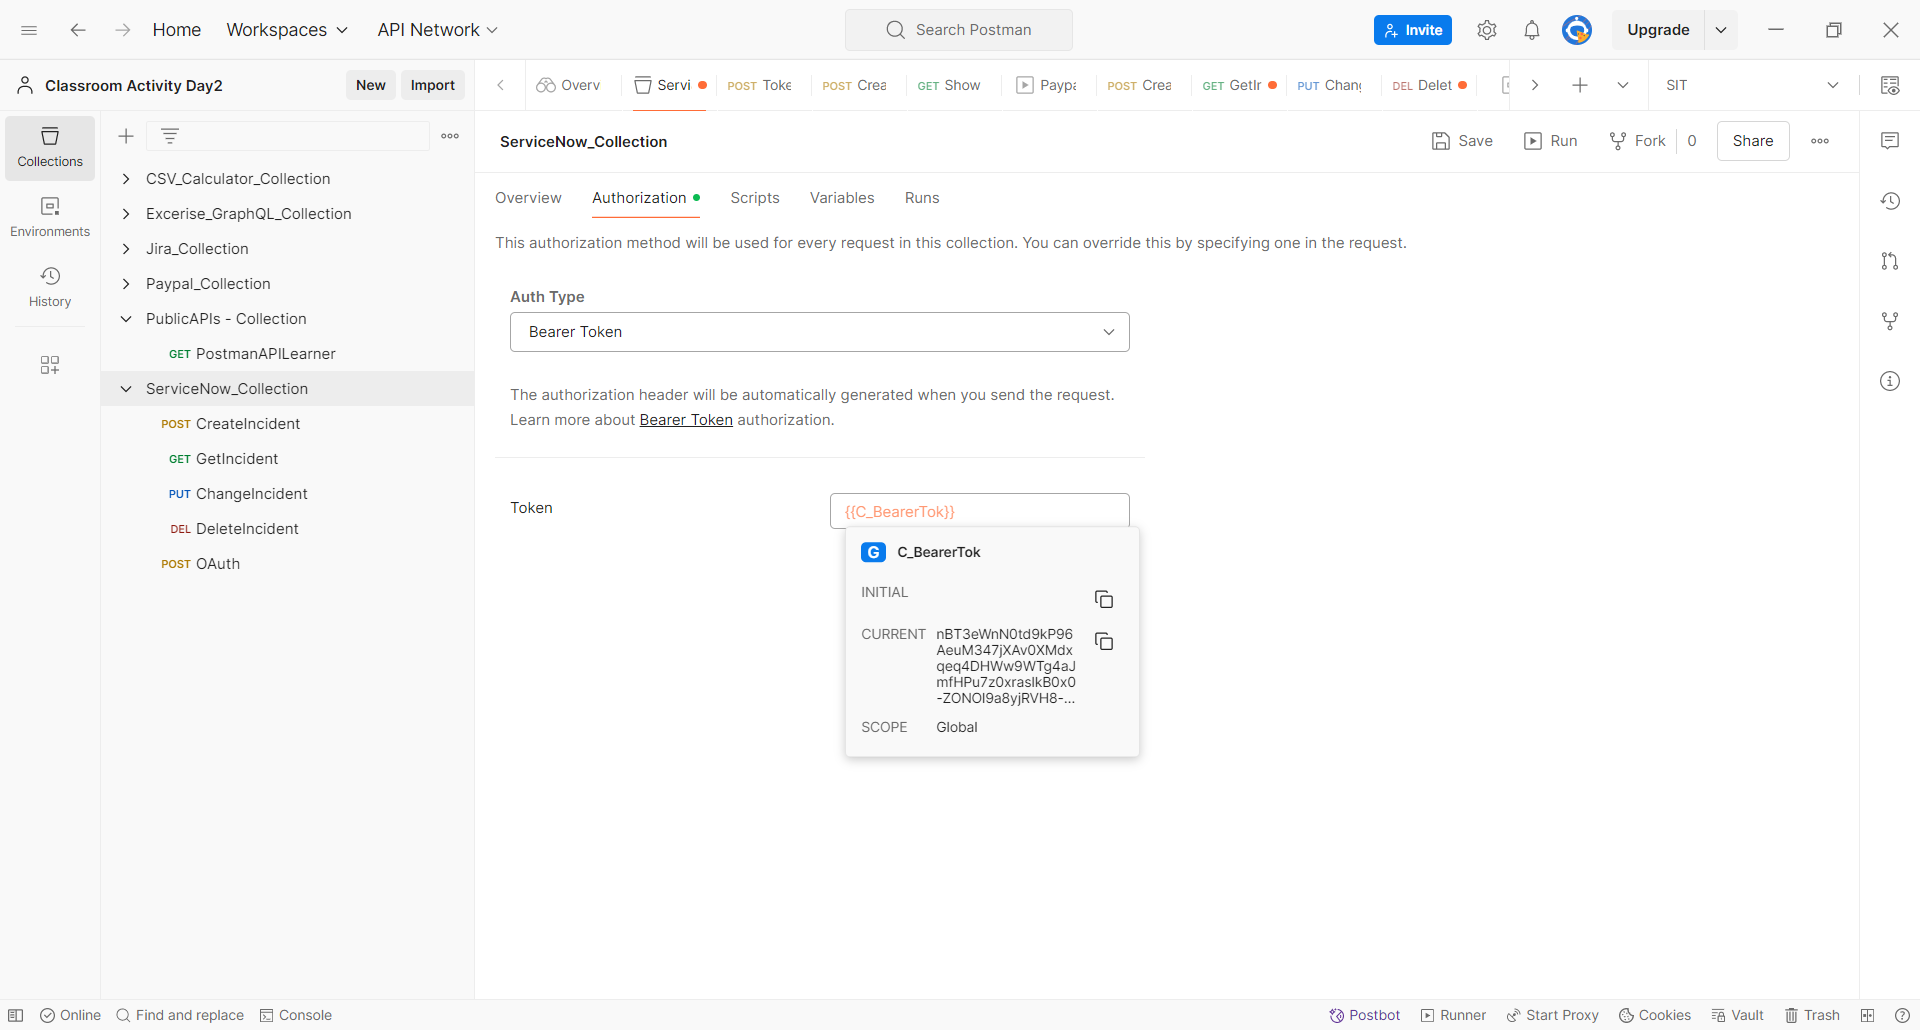 Home
Workspaces
API Network
Search Postman
Invite
Upgrade
Classroom Activity Day2
New
Import
Overv
Servi
POST Toke
POST Crea
GET Show
Paypa
POST Crea
GET GetIr
PUT Chang
DEL Delet
SIT
Collections
Environments
History
CSV_Calculator_Collection
Excerise_GraphQL_Collection
Jira_Collection
Paypal_Collection
PublicAPIs - Collection
GET PostmanAPILearner
ServiceNow_Collection
POST CreateIncident
GET GetIncident
PUT ChangeIncident
DEL DeleteIncident
POST OAuth
ServiceNow_Collection
Save
Run
Fork
0
Share
Overview
Authorization
Scripts
Variables
Runs
This authorization method will be used for every request in this collection. You can override this by specifying one in the request.
Auth Type
Bearer Token
The authorization header will be automatically generated when you send the request.
Learn more about Bearer Token authorization.
Token
{{C_BearerTok}}
G C_BearerTok
INITIAL
CURRENT
nBT3eWnN0td9kP96
AeuM347jXAv0XMdx
qeq4DHWw9WTg4aJ
mfHPu7z0xraslkB0x0
-ZONOI9a8yjRVH8-...
SCOPE
Global
Online
Find and replace
Console
Postbot
Runner
Start Proxy
Cookies
Vault
Trash